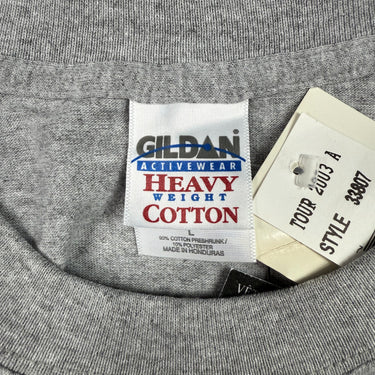 GILDAN
ACTIVEWEAR
HEAVY
WEIGHT
COTTON
L
90% COTTON PRESHRUNK/
10% POLYESTER
MADE IN HONDURAS
TOUR 2003 A
STYLE 33807